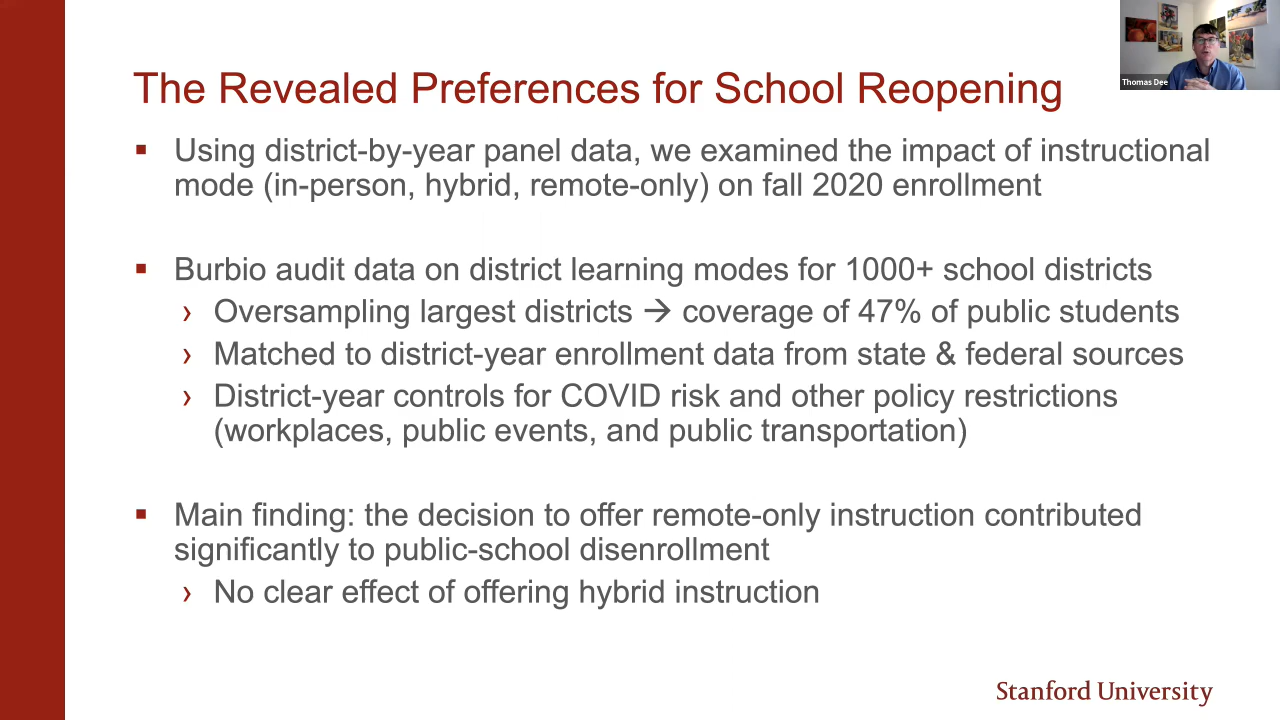 The Revealed Preferences for School Reopening
Thomas Dee
▪ Using district-by-year panel data, we examined the impact of instructional
mode (in-person, hybrid, remote-only) on fall 2020 enrollment
▪ Burbio audit data on district learning modes for 1000+ school districts
› Oversampling largest districts → coverage of 47% of public students
› Matched to district-year enrollment data from state & federal sources
› District-year controls for COVID risk and other policy restrictions
(workplaces, public events, and public transportation)
▪ Main finding: the decision to offer remote-only instruction contributed
significantly to public-school disenrollment
› No clear effect of offering hybrid instruction
Stanford University